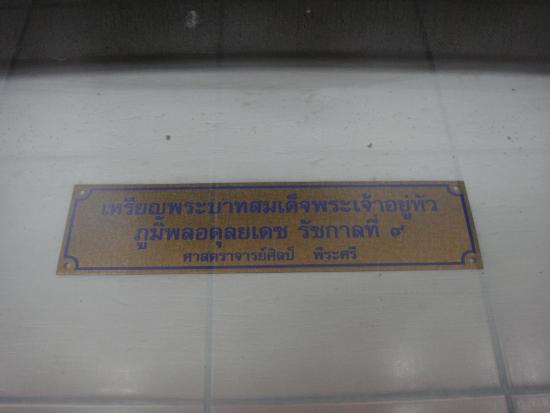 เหรียญพระบาทสมเด็จพระเจ้าอยู่หัว
ภูมิพลอดุลยเดช รัชกาลที่ ๙
ศาสตราจารย์ศิลป์ พีระศรี